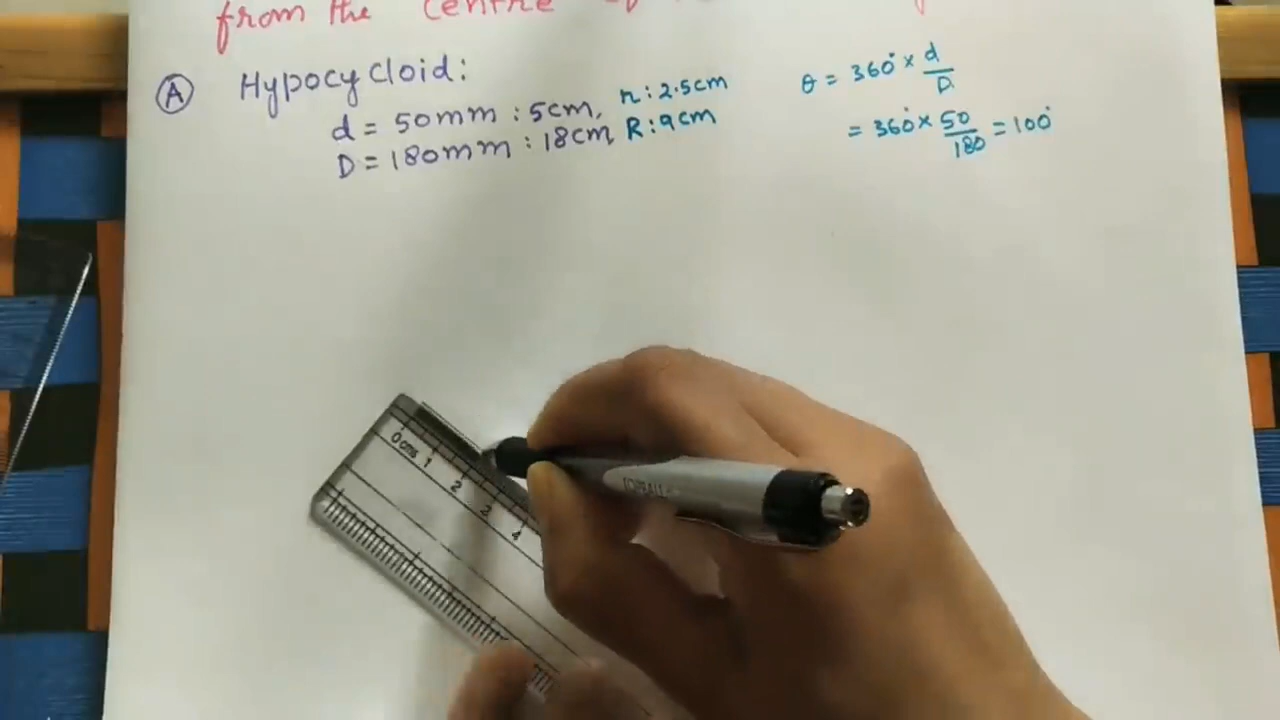 from the centre
Ⓐ Hypocycloid:
d = 50mm : 5cm, r : 2.5cm
D = 180mm : 18cm R : 9cm
θ = 360° × d/D
= 360° × 50/180 = 100°
0 cms 1 2 3 4